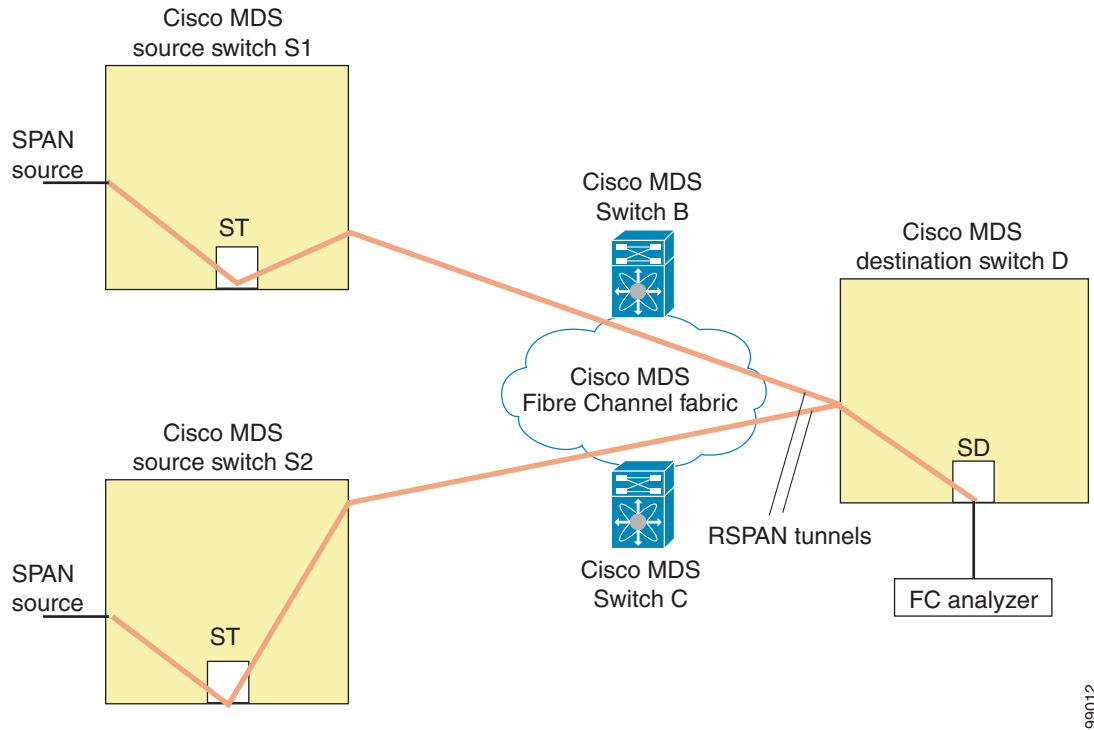 Cisco MDS
source switch S1
SPAN
source
ST
Cisco MDS
Switch B
Cisco MDS
destination switch D
Cisco MDS
Fibre Channel fabric
Cisco MDS
source switch S2
SD
RSPAN tunnels
SPAN
source
ST
Cisco MDS
Switch C
FC analyzer
99012